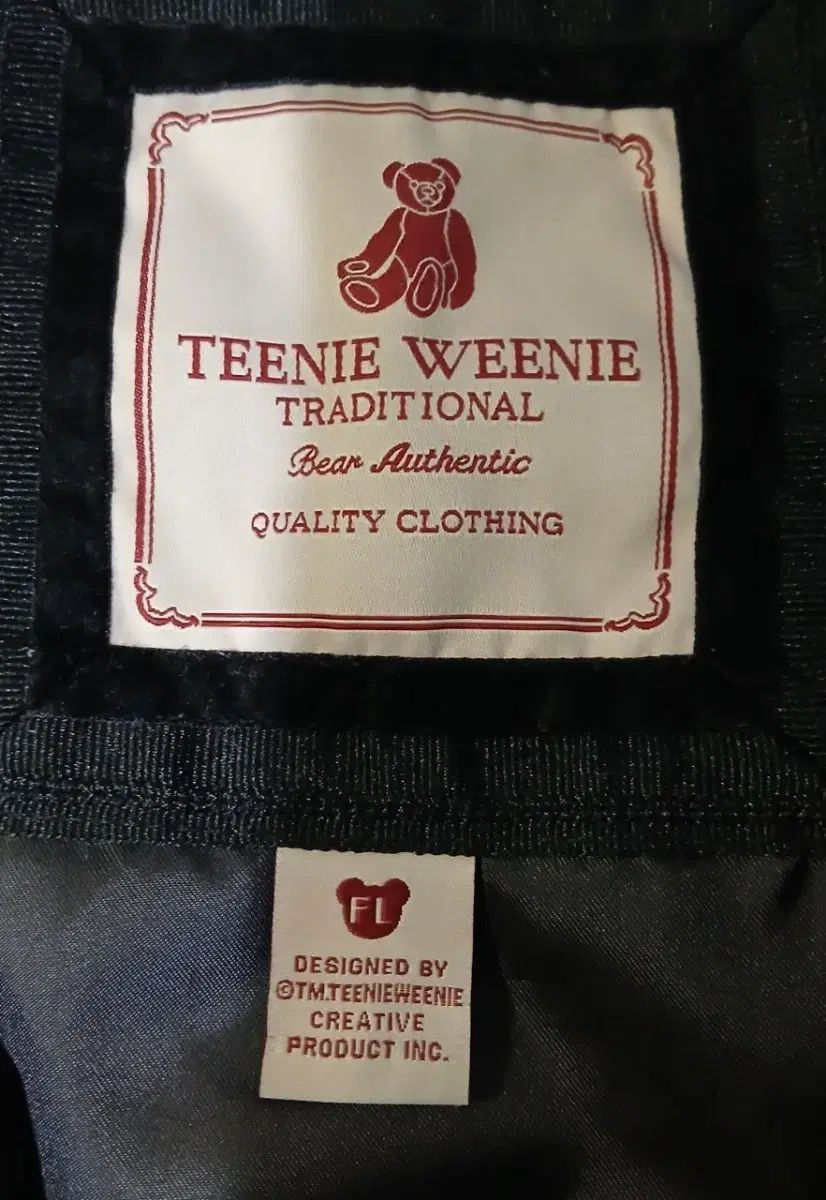 TEENIE WEENIE
TRADITIONAL
Bear Authentic
QUALITY CLOTHING
FL
DESIGNED BY
©TM.TEENIEWEENIE
CREATIVE
PRODUCT INC.